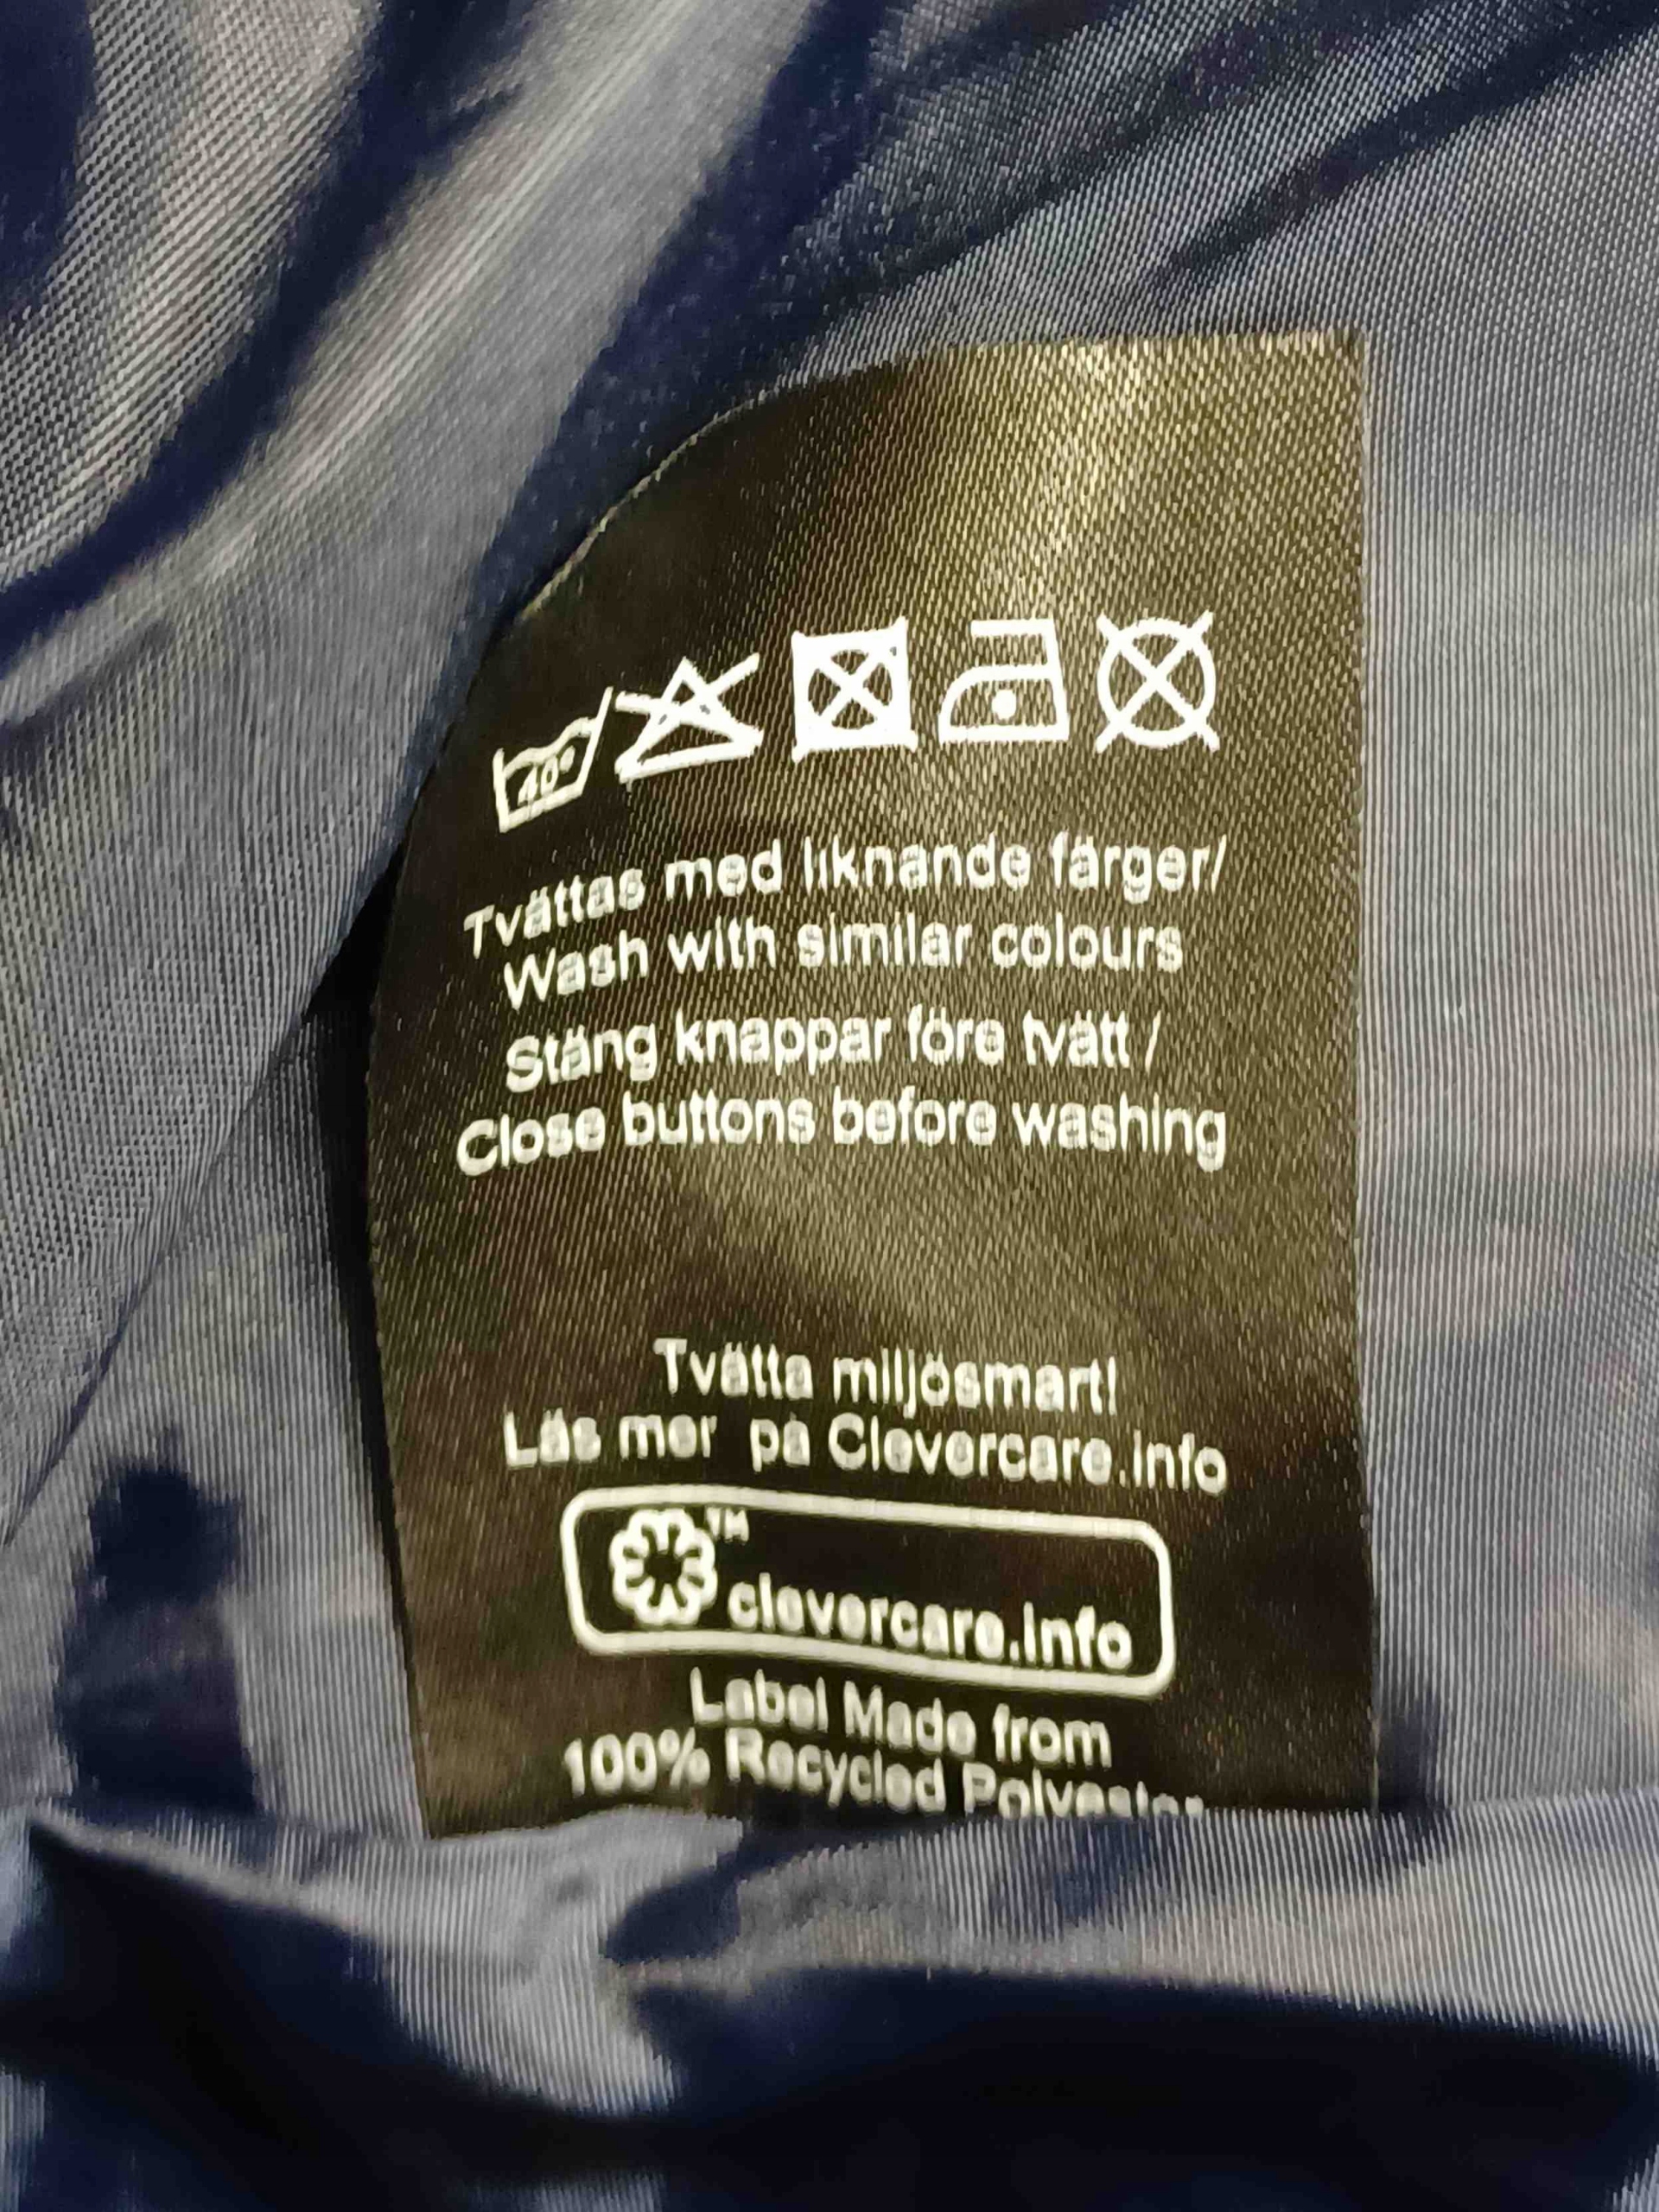 40°
Tvättas med liknande färger/
Wash with similar colours
Stäng knappar före tvätt /
Close buttons before washing
Tvätta miljösmart!
Läs mer på Clevercare.info
TM
clevercare.info
Label Made from
100% Recycled Polyester